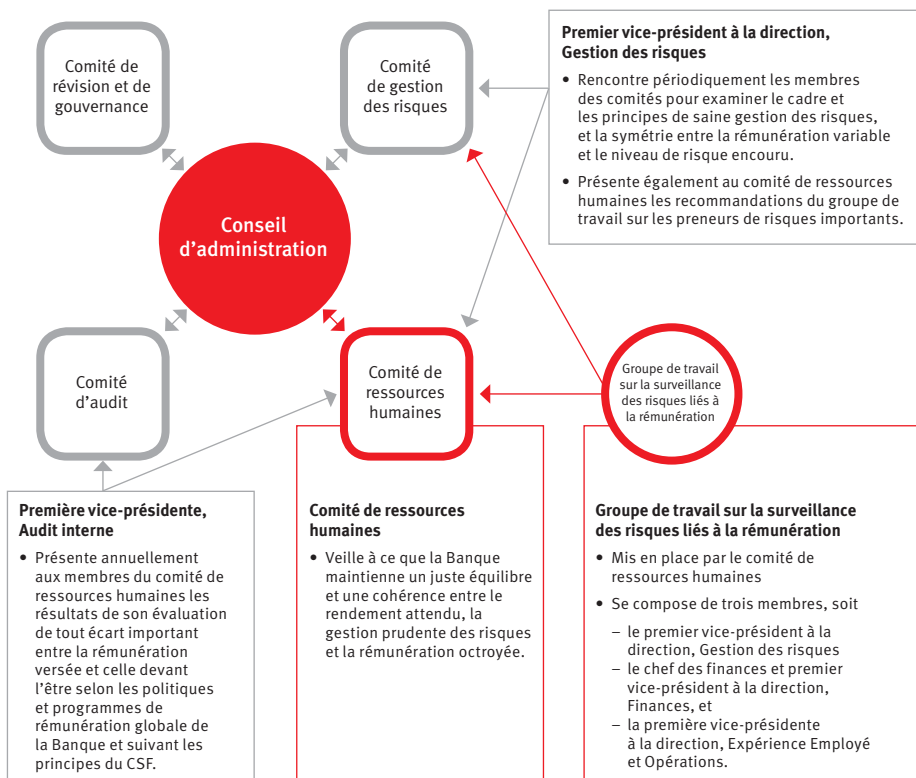 Comité de
révision et de
gouvernance
Comité
de gestion
des risques
Premier vice-président à la direction,
Gestion des risques
• Rencontre périodiquement les membres
des comités pour examiner le cadre et
les principes de saine gestion des risques,
et la symétrie entre la rémunération variable
et le niveau de risque encouru.
• Présente également au comité de ressources
humaines les recommandations du groupe de
travail sur les preneurs de risques importants.
Conseil
d’administration
Comité
d’audit
Comité de
ressources
humaines
Groupe de travail
sur la surveillance
des risques liés à
la rémunération
Première vice-présidente,
Audit interne
• Présente annuellement
aux membres du comité de
ressources humaines les
résultats de son évaluation
de tout écart important
entre la rémunération
versée et celle devant
l’être selon les politiques
et programmes de
rémunération globale de
la Banque et suivant les
principes du CSF.
Comité de ressources
humaines
• Veille à ce que la Banque
maintienne un juste équilibre
et une cohérence entre le
rendement attendu, la
gestion prudente des risques
et la rémunération octroyée.
Groupe de travail sur la surveillance
des risques liés à la rémunération
• Mis en place par le comité de
ressources humaines
• Se compose de trois membres, soit
– le premier vice-président à la
direction, Gestion des risques
– le chef des finances et premier
vice-président à la direction,
Finances, et
– la première vice-présidente
à la direction, Expérience Employé
et Opérations.